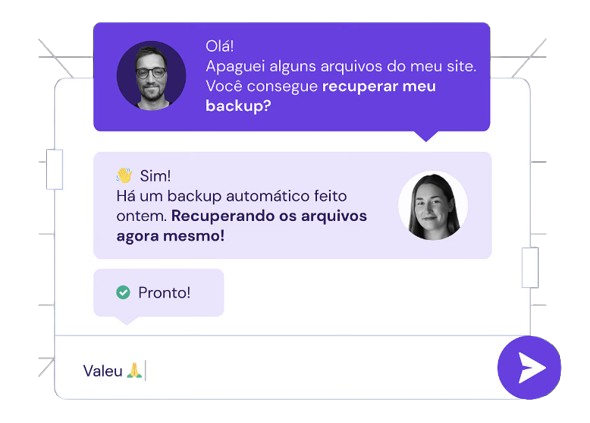 Olá!
Apaguei alguns arquivos do meu site.
Você consegue recuperar meu
backup?
👋 Sim!
Há um backup automático feito
ontem. Recuperando os arquivos
agora mesmo!
Pronto!
Valeu 🙏